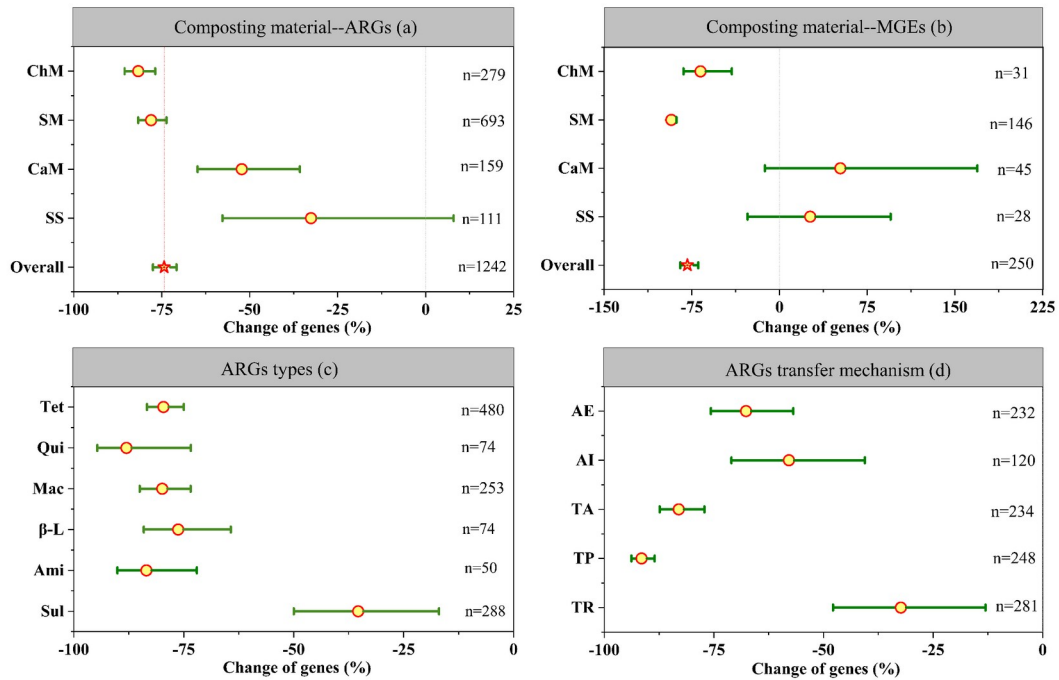 Composting material--ARGs (a)
ChM
n=279
SM
n=693
CaM
n=159
SS
n=111
Overall
n=1242
-100 -75 -50 -25 0 25
Change of genes (%)
Composting material--MGEs (b)
ChM
n=31
SM
n=146
CaM
n=45
SS
n=28
Overall
n=250
-150 -75 0 75 150 225
Change of genes (%)
ARGs types (c)
Tet
n=480
Qui
n=74
Mac
n=253
β-L
n=74
Ami
n=50
Sul
n=288
-100 -75 -50 -25 0
Change of genes (%)
ARGs transfer mechanism (d)
AE
n=232
AI
n=120
TA
n=234
TP
n=248
TR
n=281
-100 -75 -50 -25 0
Change of genes (%)